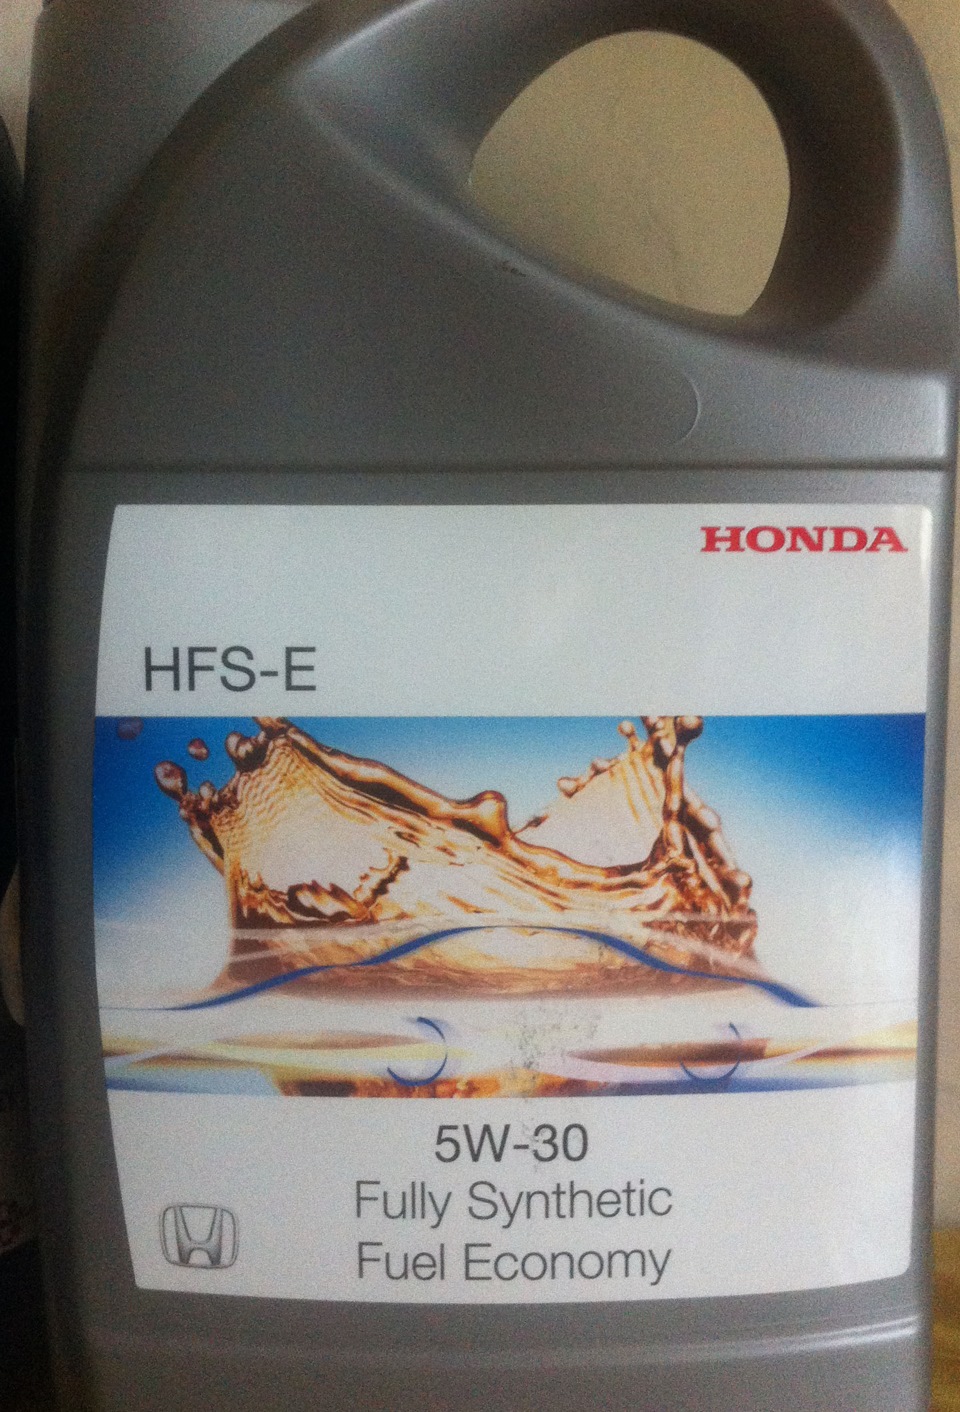 HONDA
HFS-E
5W-30
Fully Synthetic
Fuel Economy